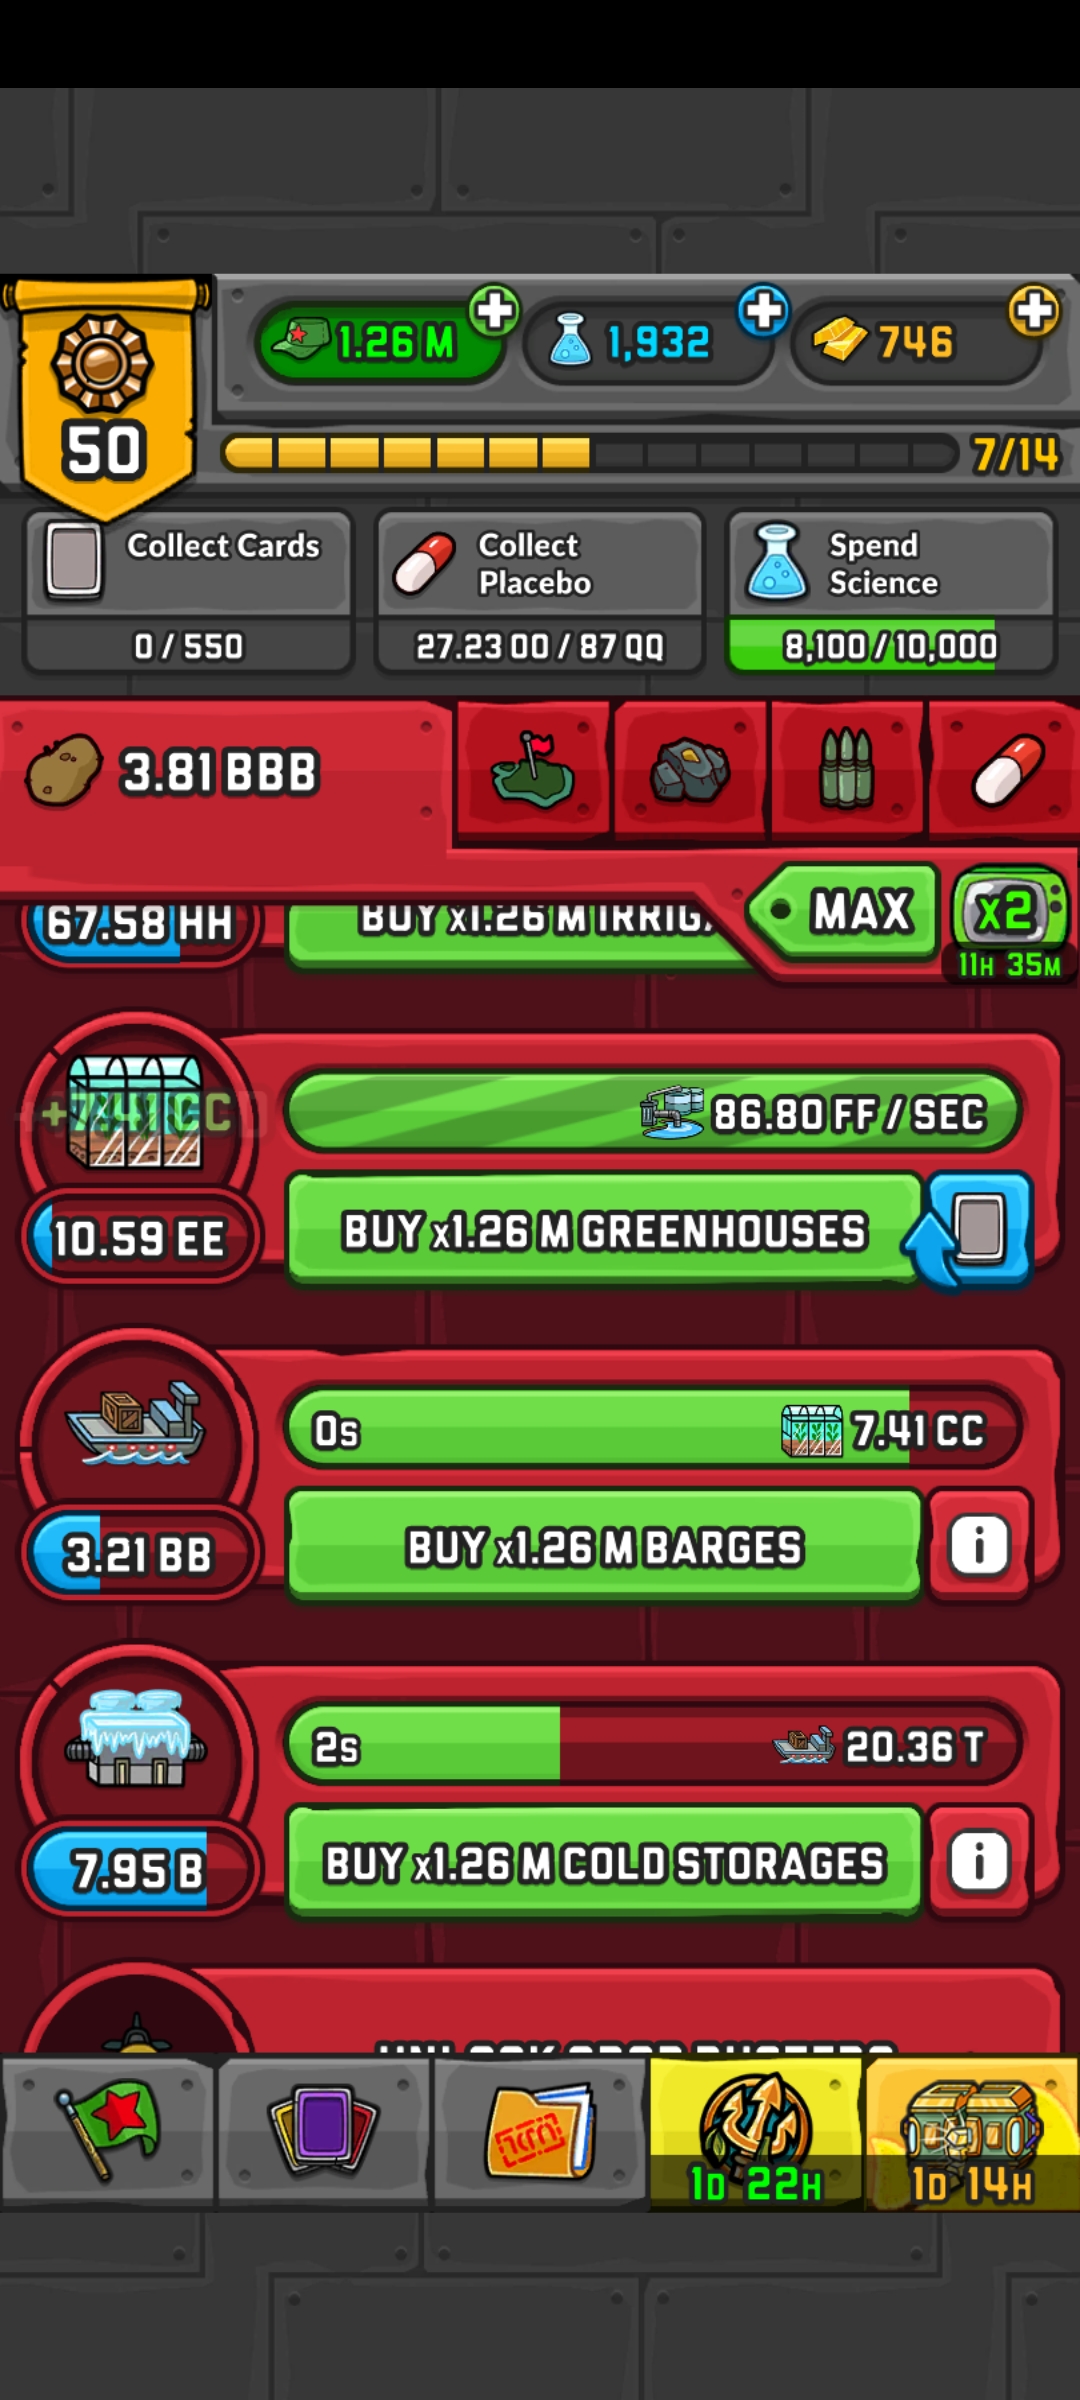 1.26 M
1,932
746
50
7/14
Collect Cards
0 / 550
Collect
Placebo
27.23 OO / 87 QQ
Spend
Science
8,100 / 10,000
3.81 BBB
MAX
x2
11H 35M
67.58 HH
BUY x1.26 M
+7.41 CC
86.80 FF / SEC
10.59 EE
BUY x1.26 M GREENHOUSES
0s
7.41 CC
3.21 BB
BUY x1.26 M BARGES
i
2s
20.36 T
7.95 B
BUY x1.26 M COLD STORAGES
i
1D 22H
1D 14H